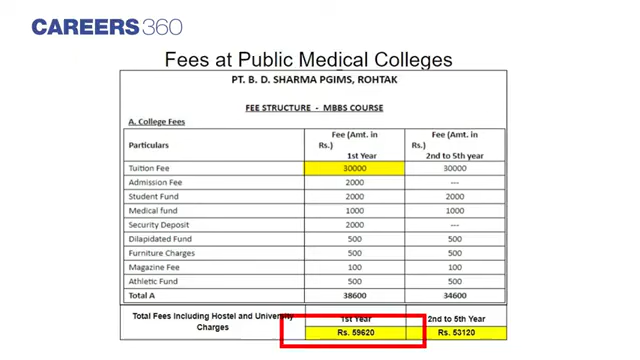 CAREERS360
Fees at Public Medical Colleges
PT. B. D. SHARMA PGIMS, ROHTAK
FEE STRUCTURE - MBBS COURSE
A. College Fees
Particulars Fee (Amt. in Rs.) 1st Year Fee (Amt. in Rs.) 2nd to 5th year
Tuition Fee 30000 30000
Admission Fee 2000 ---
Student Fund 2000 2000
Medical fund 1000 1000
Security Deposit 2000 ---
Dilapidated Fund 500 500
Furniture Charges 500 500
Magazine Fee 100 100
Athletic Fund 500 500
Total A 38600 34600
Total Fees Including Hostel and University Charges 1st Year 2nd to 5th Year
Rs. 59620 Rs. 53120